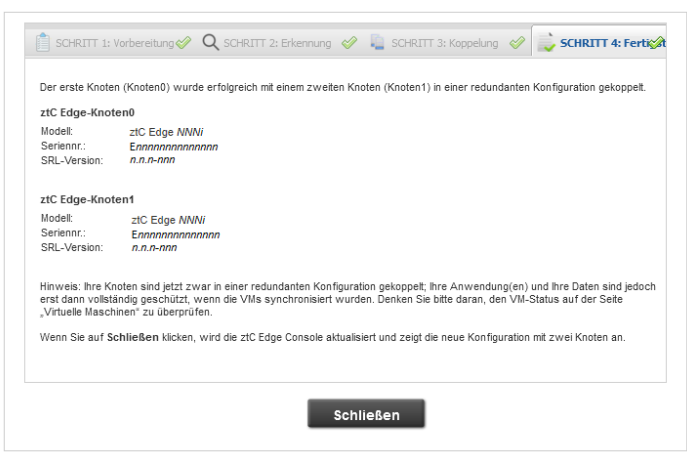 SCHRITT 1: Vorbereitung SCHRITT 2: Erkennung SCHRITT 3: Koppelung SCHRITT 4: Fertig
Der erste Knoten (Knoten0) wurde erfolgreich mit einem zweiten Knoten (Knoten1) in einer redundanten Konfiguration gekoppelt.
ztC Edge-Knoten0
Modell: ztC Edge NNNi
Seriennr.: Ennnnnnnnnnnnn
SRL-Version: n.n.n-nnn
ztC Edge-Knoten1
Modell: ztC Edge NNNi
Seriennr.: Ennnnnnnnnnnnn
SRL-Version: n.n.n-nnn
Hinweis: Ihre Knoten sind jetzt zwar in einer redundanten Konfiguration gekoppelt; Ihre Anwendung(en) und Ihre Daten sind jedoch
erst dann vollständig geschützt, wenn die VMs synchronisiert wurden. Denken Sie bitte daran, den VM-Status auf der Seite
„Virtuelle Maschinen“ zu überprüfen.
Wenn Sie auf Schließen klicken, wird die ztC Edge Console aktualisiert und zeigt die neue Konfiguration mit zwei Knoten an.
Schließen